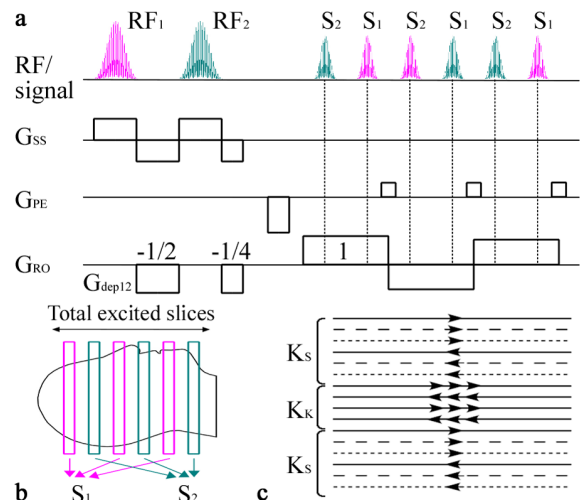 a
RF₁ RF₂ S₂ S₁ S₂ S₁ S₂ S₁
RF/
signal
G_SS
G_PE
-1/2 -1/4 1
G_RO
G_dep12
Total excited slices
K_S
K_K
K_S
b S₁ S₂ c